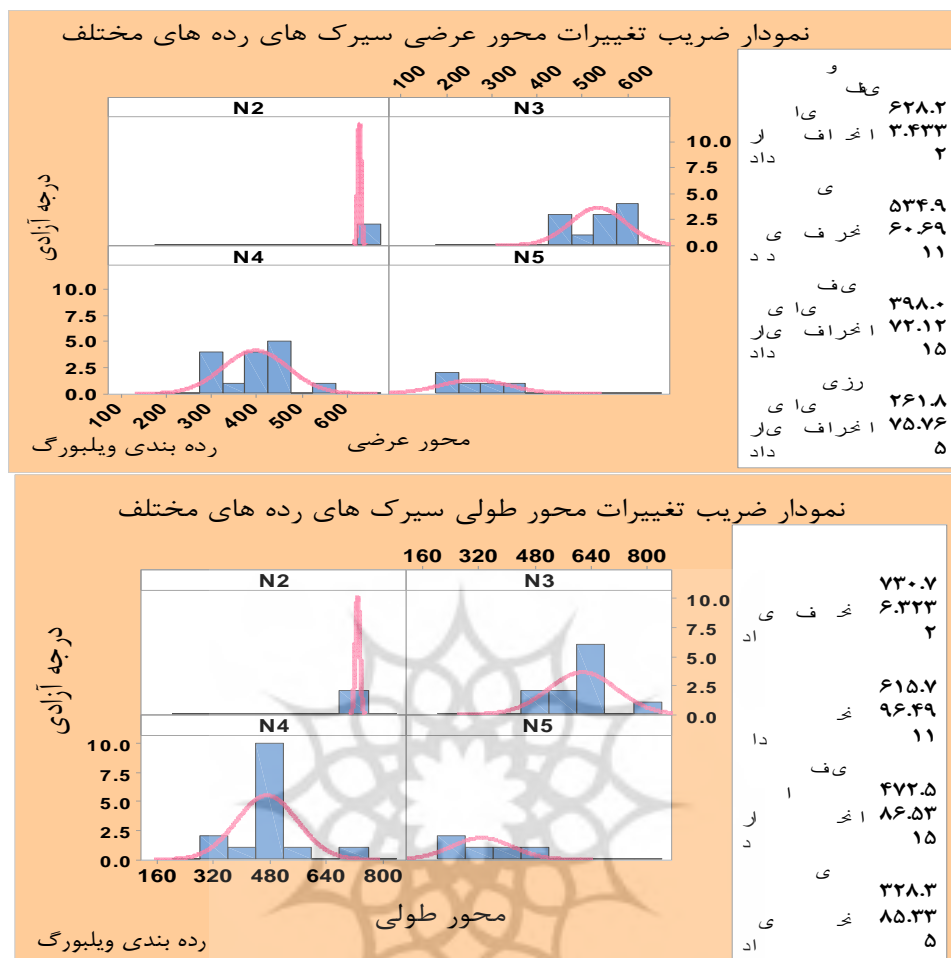 نمودار ضریب تغییرات محور عرضی سیرک های رده های مختلف
100 200 300 400 500 600
N2 N3
10.0
7.5
5.0
2.5
0.0
درجه آزادی
N4 N5
10.0
7.5
5.0
2.5
0.0
100 200 300 400 500 600
محور عرضی
رده بندی ویلبورگ
۶۲۸.۲
۳.۴۳۳
۲
۵۳۴.۹
۶۰.۶۹
۱۱
۳۹۸.۰
۷۲.۱۲
۱۵
۲۶۱.۸
۷۵.۷۶
۵
نمودار ضریب تغییرات محور طولی سیرک های رده های مختلف
160 320 480 640 800
N2 N3
10.0
7.5
5.0
2.5
0.0
درجه آزادی
N4 N5
10.0
7.5
5.0
2.5
0.0
160 320 480 640 800
محور طولی
رده بندی ویلبورگ
۷۳۰.۷
۶.۳۲۳
۲
۶۱۵.۷
۹۶.۴۹
۱۱
۴۷۲.۵
۸۶.۵۳
۱۵
۳۲۸.۳
۸۵.۳۳
۵